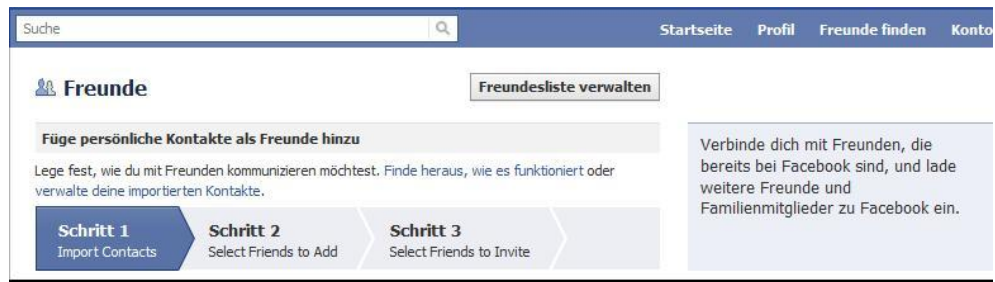 Suche
Startseite Profil Freunde finden Konto
Freunde
Freundesliste verwalten
Füge persönliche Kontakte als Freunde hinzu
Lege fest, wie du mit Freunden kommunizieren möchtest. Finde heraus, wie es funktioniert oder
verwalte deine importierten Kontakte.
Schritt 1
Import Contacts
Schritt 2
Select Friends to Add
Schritt 3
Select Friends to Invite
Verbinde dich mit Freunden, die
bereits bei Facebook sind, und lade
weitere Freunde und
Familienmitglieder zu Facebook ein.